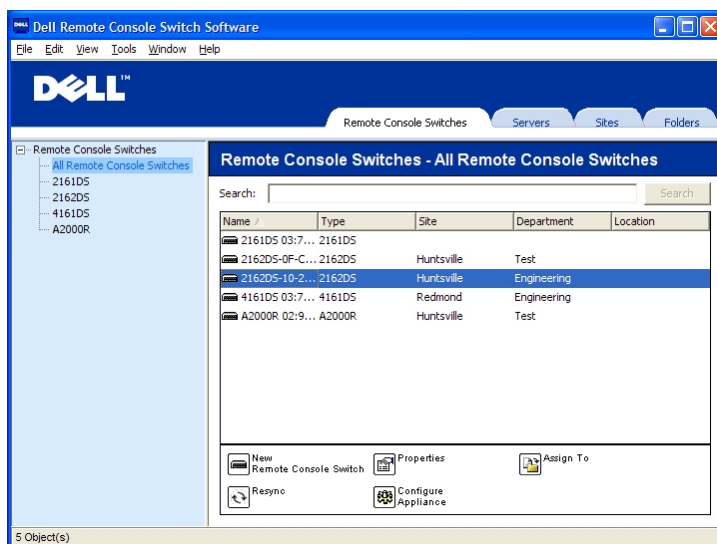 Dell Remote Console Switch Software
File Edit View Tools Window Help
DELL™
Remote Console Switches Servers Sites Folders
Remote Console Switches
All Remote Console Switches
2161DS
2162DS
4161DS
A2000R
Remote Console Switches - All Remote Console Switches
Search: Search
Name Type Site Department Location
2161DS 03:7... 2161DS
2162DS-0F-C... 2162DS Huntsville Test
2162DS-10-2... 2162DS Huntsville Engineering
4161DS 03:7... 4161DS Redmond Engineering
A2000R 02:9... A2000R Huntsville Test
New Remote Console Switch Properties Assign To
Resync Configure Appliance
5 Object(s)